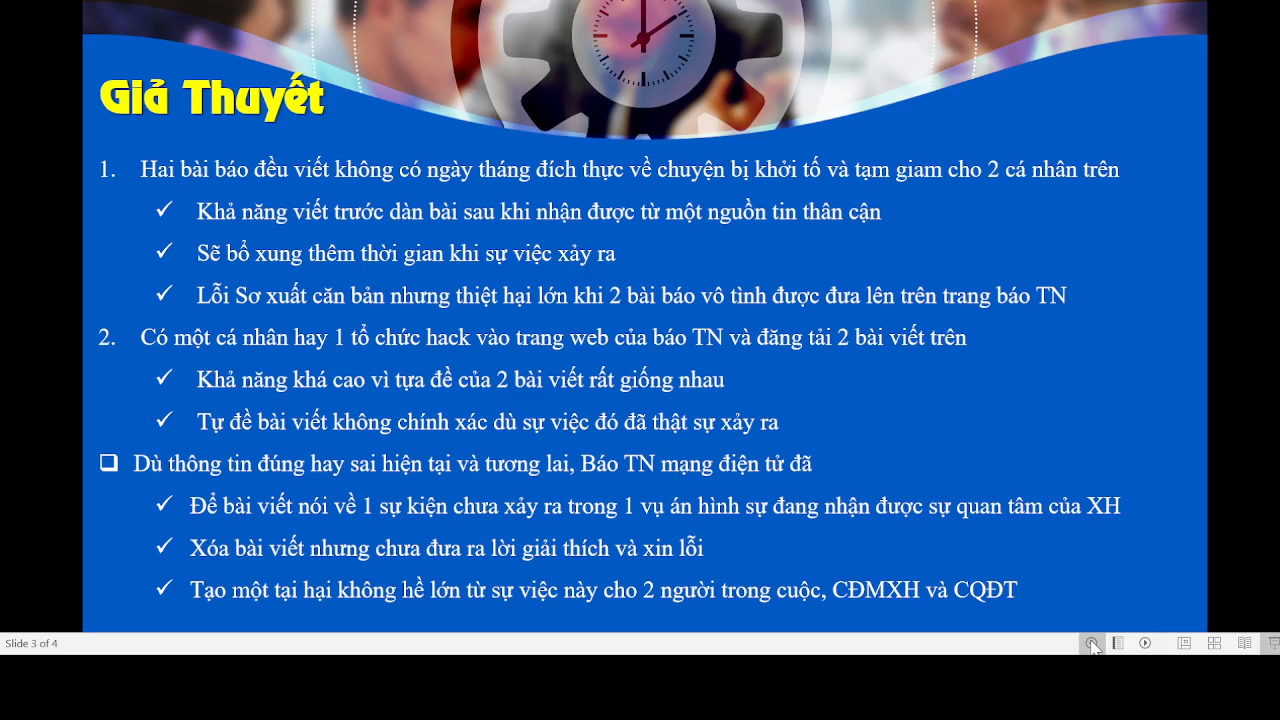 Giả Thuyết
1. Hai bài báo đều viết không có ngày tháng đích thực về chuyện bị khởi tố và tạm giam cho 2 cá nhân trên
✓ Khả năng viết trước dàn bài sau khi nhận được từ một nguồn tin thân cận
✓ Sẽ bổ xung thêm thời gian khi sự việc xảy ra
✓ Lỗi Sơ xuất căn bản nhưng thiệt hại lớn khi 2 bài báo vô tình được đưa lên trên trang báo TN
2. Có một cá nhân hay 1 tổ chức hack vào trang web của báo TN và đăng tải 2 bài viết trên
✓ Khả năng khá cao vì tựa đề của 2 bài viết rất giống nhau
✓ Tự đề bài viết không chính xác dù sự việc đó đã thật sự xảy ra
❑ Dù thông tin đúng hay sai hiện tại và tương lai, Báo TN mạng điện tử đã
✓ Để bài viết nói về 1 sự kiện chưa xảy ra trong 1 vụ án hình sự đang nhận được sự quan tâm của XH
✓ Xóa bài viết nhưng chưa đưa ra lời giải thích và xin lỗi
✓ Tạo một tại hại không hề lớn từ sự việc này cho 2 người trong cuộc, CĐMXH và CQĐT
Slide 3 of 4